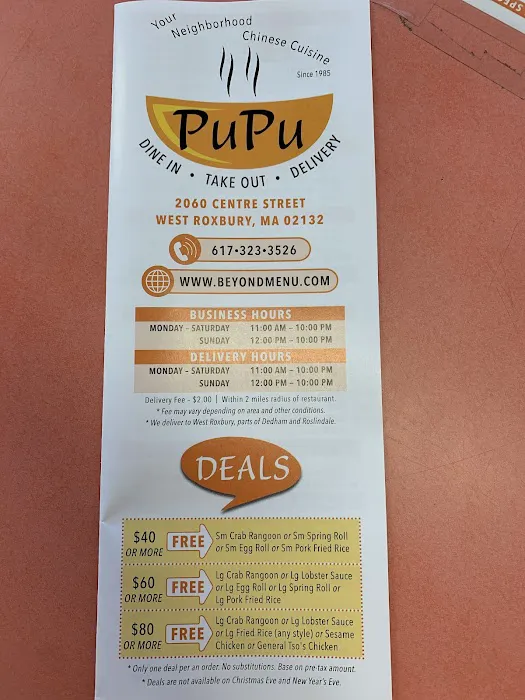 Your Neighborhood Chinese Cuisine
Since 1985
PuPu
DINE IN • TAKE OUT • DELIVERY
2060 CENTRE STREET
WEST ROXBURY, MA 02132
617•323•3526
WWW.BEYONDMENU.COM
BUSINESS HOURS
MONDAY – SATURDAY 11:00 AM – 10:00 PM
SUNDAY 12:00 PM – 10:00 PM
DELIVERY HOURS
MONDAY – SATURDAY 11:00 AM – 10:00 PM
SUNDAY 12:00 PM – 10:00 PM
Delivery Fee - $2.00 | Within 2 miles radius of restaurant.
* Fee may vary depending on area and other conditions.
* We deliver to West Roxbury, parts of Dedham and Roslindale.
DEALS
$40 OR MORE
FREE
Sm Crab Rangoon or Sm Spring Roll
or Sm Egg Roll or Sm Pork Fried Rice
$60 OR MORE
FREE
Lg Crab Rangoon or Lg Lobster Sauce
or Lg Egg Roll or Lg Spring Roll or
Lg Pork Fried Rice
$80 OR MORE
FREE
Lg Crab Rangoon or Lg Lobster Sauce
or Lg Fried Rice (any style) or Sesame
Chicken or General Tso's Chicken
* Only one deal per an order. No substitutions. Base on pre-tax amount.
* Deals are not available on Christmas Eve and New Year's Eve.